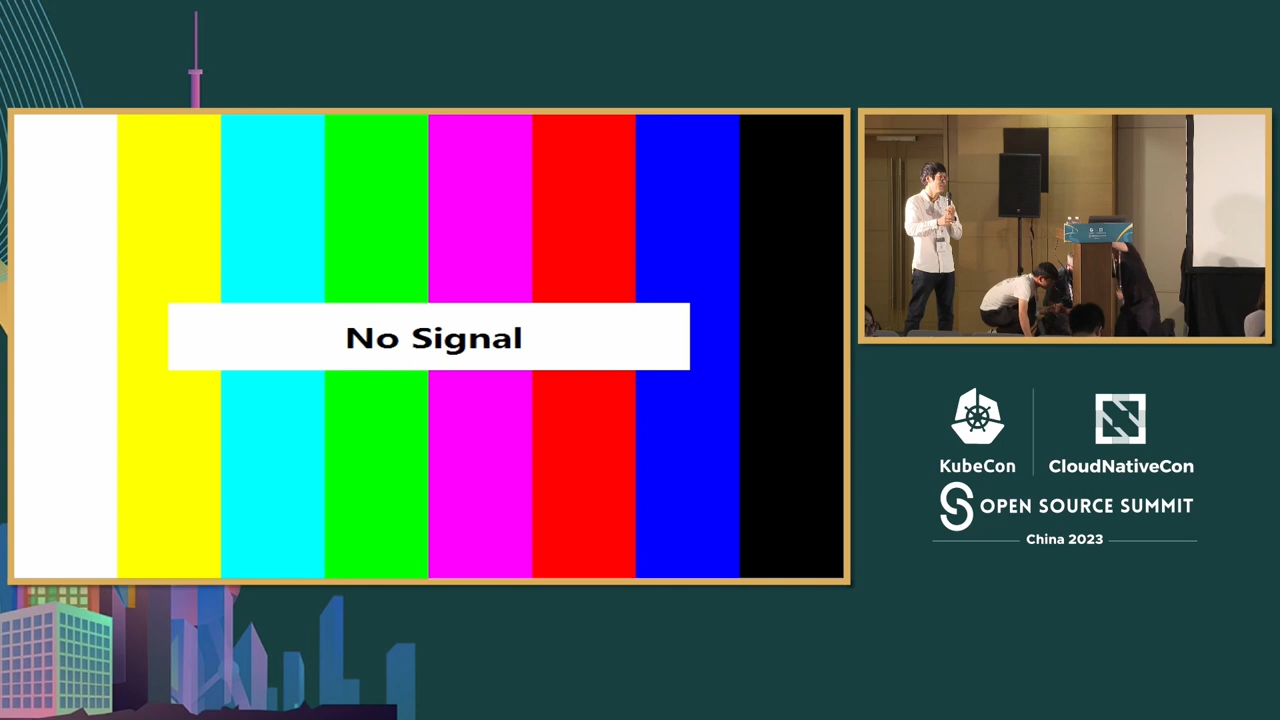 No Signal
KubeCon
CloudNativeCon
OPEN SOURCE SUMMIT
China 2023